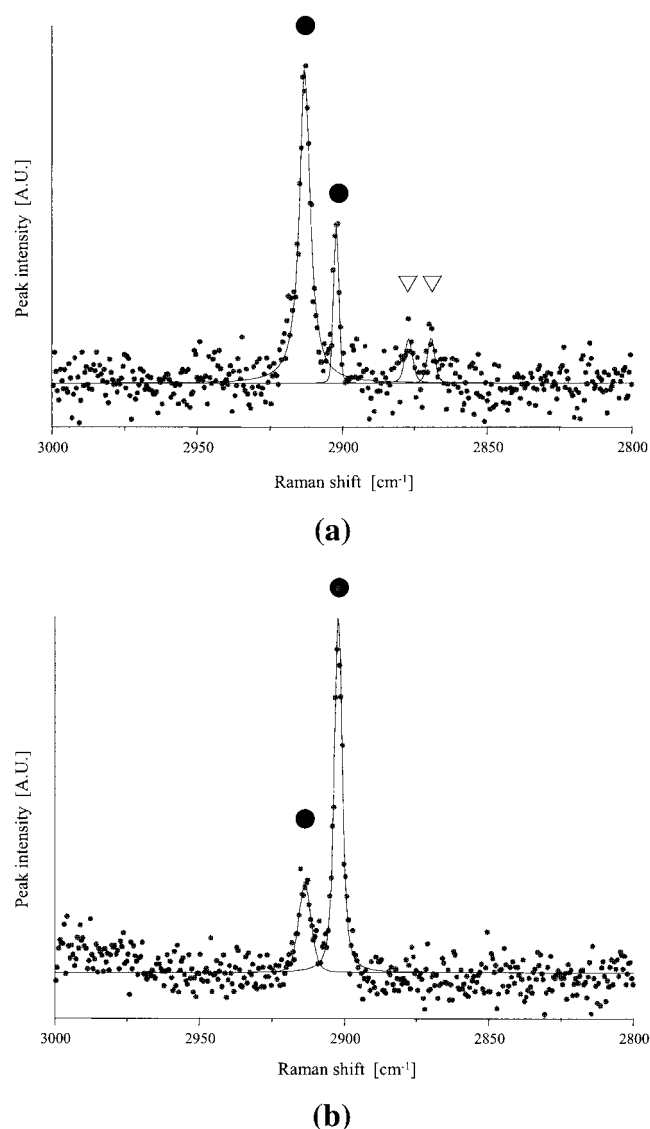 Peak intensity [A.U.]
3000 2950 2900 2850 2800
Raman shift [cm-1]
(a)
Peak intensity [A.U.]
3000 2950 2900 2850 2800
Raman shift [cm-1]
(b)